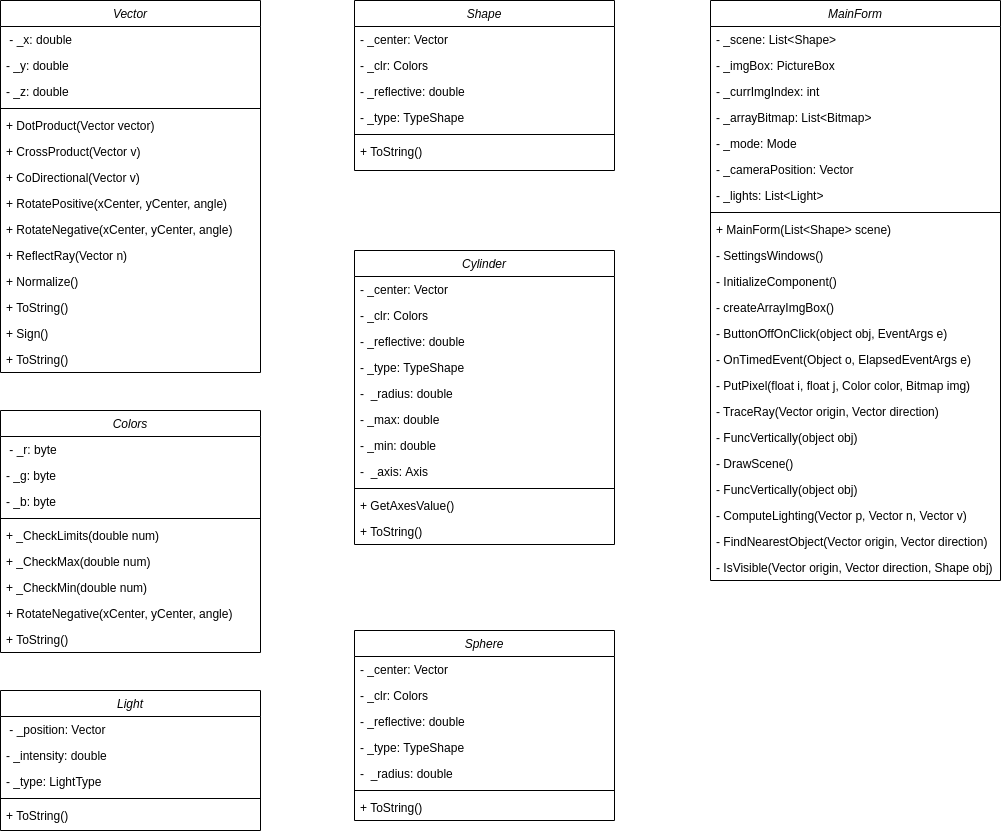 Vector
- _x: double
- _y: double
- _z: double
+ DotProduct(Vector vector)
+ CrossProduct(Vector v)
+ CoDirectional(Vector v)
+ RotatePositive(xCenter, yCenter, angle)
+ RotateNegative(xCenter, yCenter, angle)
+ ReflectRay(Vector n)
+ Normalize()
+ ToString()
+ Sign()
+ ToString()
Colors
- _r: byte
- _g: byte
- _b: byte
+ _CheckLimits(double num)
+ _CheckMax(double num)
+ _CheckMin(double num)
+ RotateNegative(xCenter, yCenter, angle)
+ ToString()
Light
- _position: Vector
- _intensity: double
- _type: LightType
+ ToString()
Shape
- _center: Vector
- _clr: Colors
- _reflective: double
- _type: TypeShape
+ ToString()
Cylinder
- _center: Vector
- _clr: Colors
- _reflective: double
- _type: TypeShape
-  _radius: double
- _max: double
- _min: double
-  _axis: Axis
+ GetAxesValue()
+ ToString()
Sphere
- _center: Vector
- _clr: Colors
- _reflective: double
- _type: TypeShape
-  _radius: double
+ ToString()
MainForm
- _scene: List<Shape>
- _imgBox: PictureBox
- _currImgIndex: int
- _arrayBitmap: List<Bitmap>
- _mode: Mode
- _cameraPosition: Vector
- _lights: List<Light>
+ MainForm(List<Shape> scene)
- SettingsWindows()
- InitializeComponent()
- createArrayImgBox()
- ButtonOffOnClick(object obj, EventArgs e)
- OnTimedEvent(Object o, ElapsedEventArgs e)
- PutPixel(float i, float j, Color color, Bitmap img)
- TraceRay(Vector origin, Vector direction)
- FuncVertically(object obj)
- DrawScene()
- FuncVertically(object obj)
- ComputeLighting(Vector p, Vector n, Vector v)
- FindNearestObject(Vector origin, Vector direction)
- IsVisible(Vector origin, Vector direction, Shape obj)